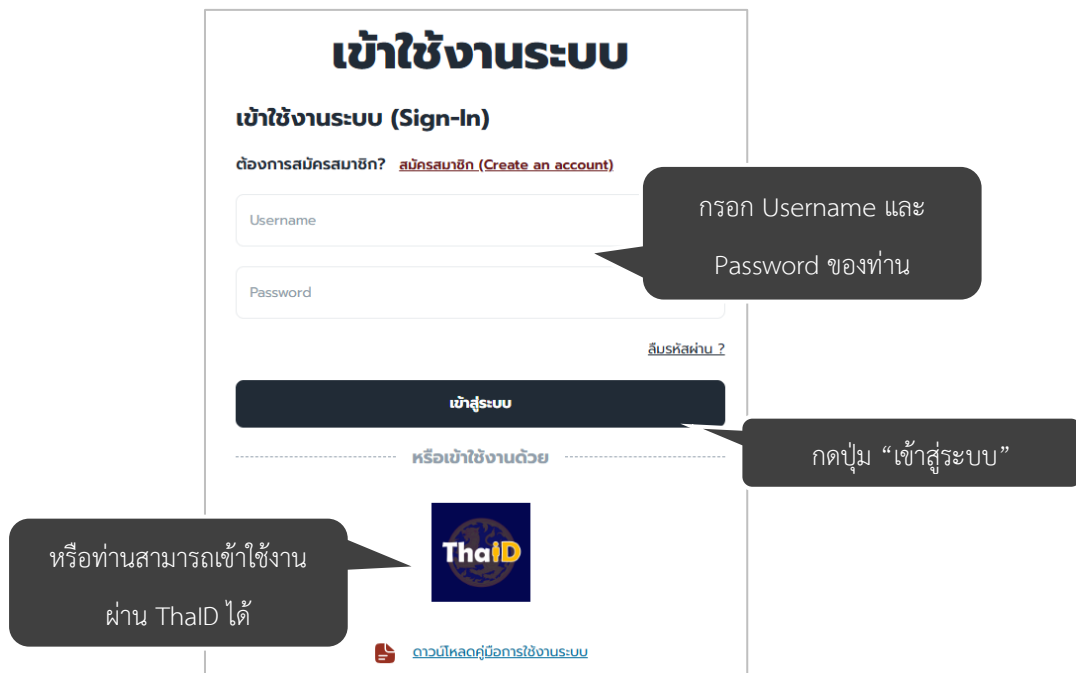 เข้าใช้งานระบบ
เข้าใช้งานระบบ (Sign-In)
ต้องการสมัครสมาชิก? สมัครสมาชิก (Create an account)
Username
กรอก Username และ
Password ของท่าน
Password
ลืมรหัสผ่าน ?
เข้าสู่ระบบ
กดปุ่ม “เข้าสู่ระบบ”
หรือเข้าใช้งานด้วย
ThaiD
หรือท่านสามารถเข้าใช้งาน
ผ่าน ThaID ได้
ดาวน์โหลดคู่มือการใช้งานระบบ